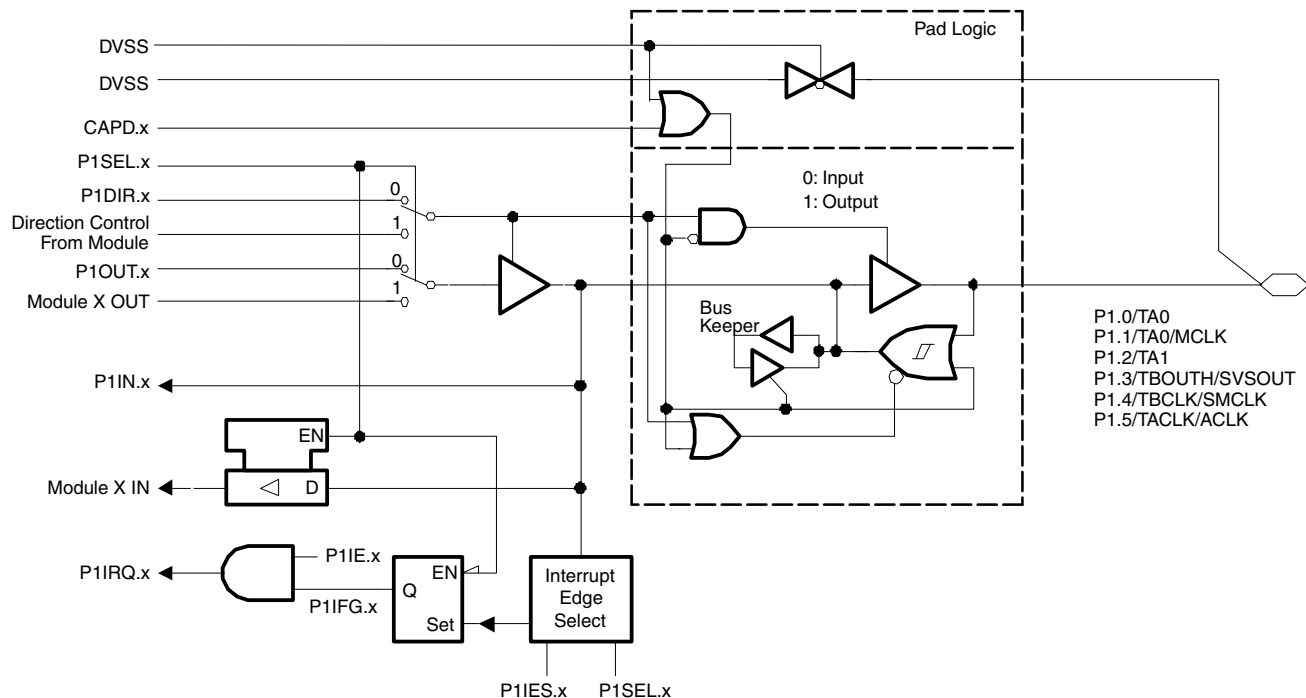 Pad Logic
DVSS
DVSS
CAPD.x
P1SEL.x
0
P1DIR.x
Direction Control
From Module
1
0: Input
1: Output
0
P1OUT.x
1
Module X OUT
Bus
Keeper
P1.0/TA0
P1.1/TA0/MCLK
P1.2/TA1
P1.3/TBOUTH/SVSOUT
P1.4/TBCLK/SMCLK
P1.5/TACLK/ACLK
P1IN.x
EN
Module X IN
D
P1IE.x
P1IRQ.x
P1IFG.x
EN
Q
Set
Interrupt
Edge
Select
P1IES.x
P1SEL.x